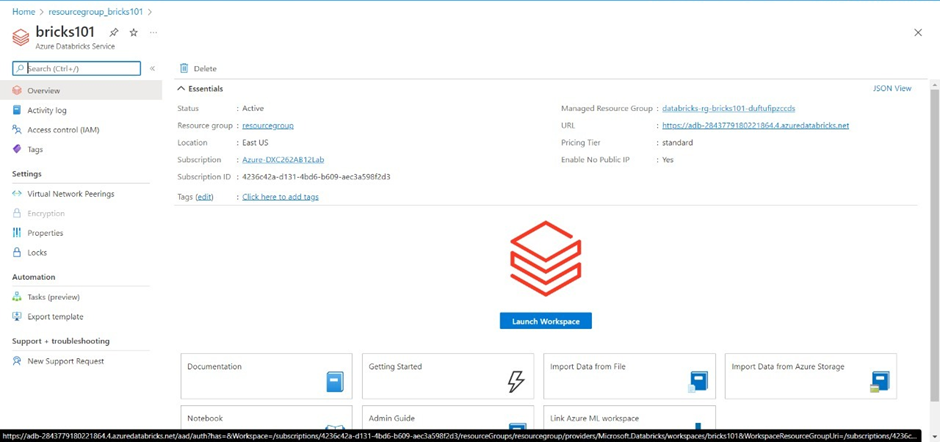 Home > resourcegroup_bricks101 >
bricks101
Azure Databricks Service
Search (Ctrl+/)
Overview
Activity log
Access control (IAM)
Tags
Settings
Virtual Network Peerings
Encryption
Properties
Locks
Automation
Tasks (preview)
Export template
Support + troubleshooting
New Support Request
Delete
Essentials
JSON View
Status : Active
Resource group : resourcegroup
Location : East US
Subscription : Azure-DXC262AB12Lab
Subscription ID : 4236c42a-d131-4bd6-b609-aec3a598f2d3
Tags (edit) : Click here to add tags
Managed Resource Group : databricks-rg-bricks101-duftufipzccds
URL : https://adb-2843779180221864.4.azuredatabricks.net
Pricing Tier : standard
Enable No Public IP : Yes
Launch Workspace
Documentation
Getting Started
Import Data from File
Import Data from Azure Storage
Notebook
Admin Guide
Link Azure ML workspace
https://adb-2843779180221864.4.azuredatabricks.net/aad/auth?has=&Workspace=/subscriptions/4236c42a-d131-4bd6-b609-aec3a598f2d3/resourceGroups/resourcegroup/providers/Microsoft.Databricks/workspaces/bricks101&WorkspaceResourceGroupUri=/subscriptions/4236c...